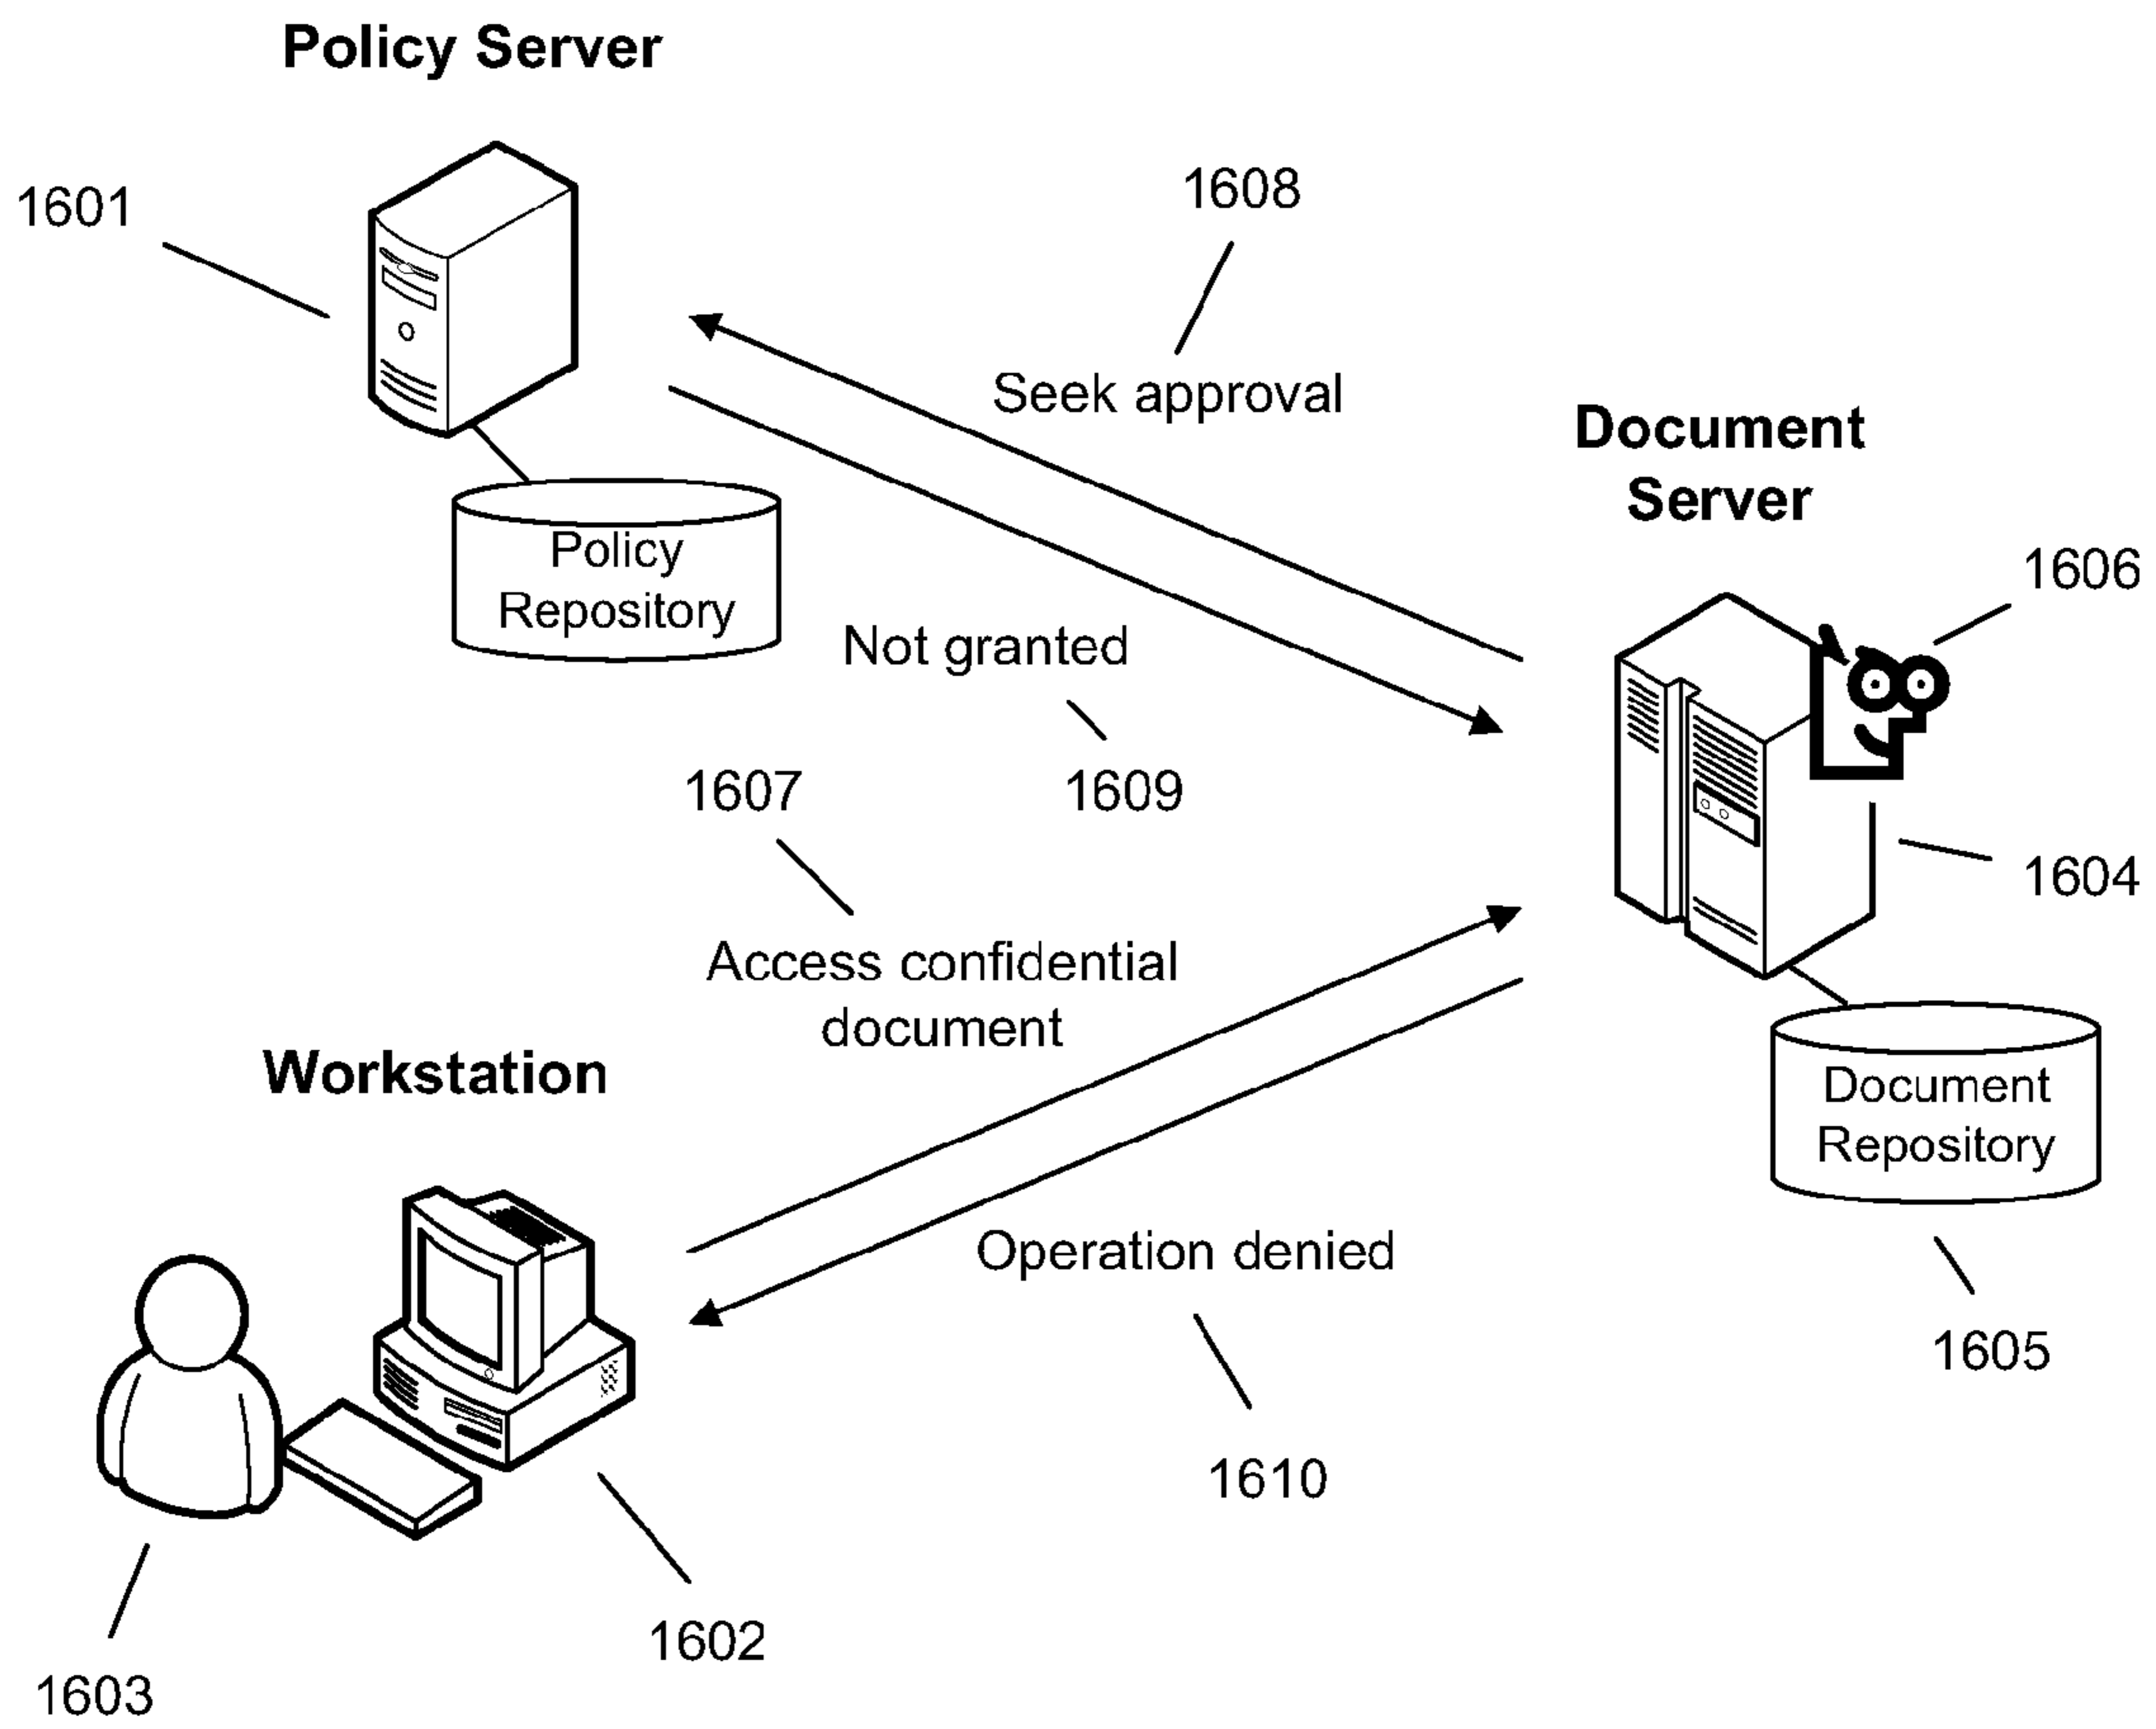 Policy Server
1601
1608
Seek approval
Document
Server
Policy
Repository
1606
Not granted
1607
1609
1604
Access confidential
document
Workstation
Document
Repository
Operation denied
1605
1610
1602
1603